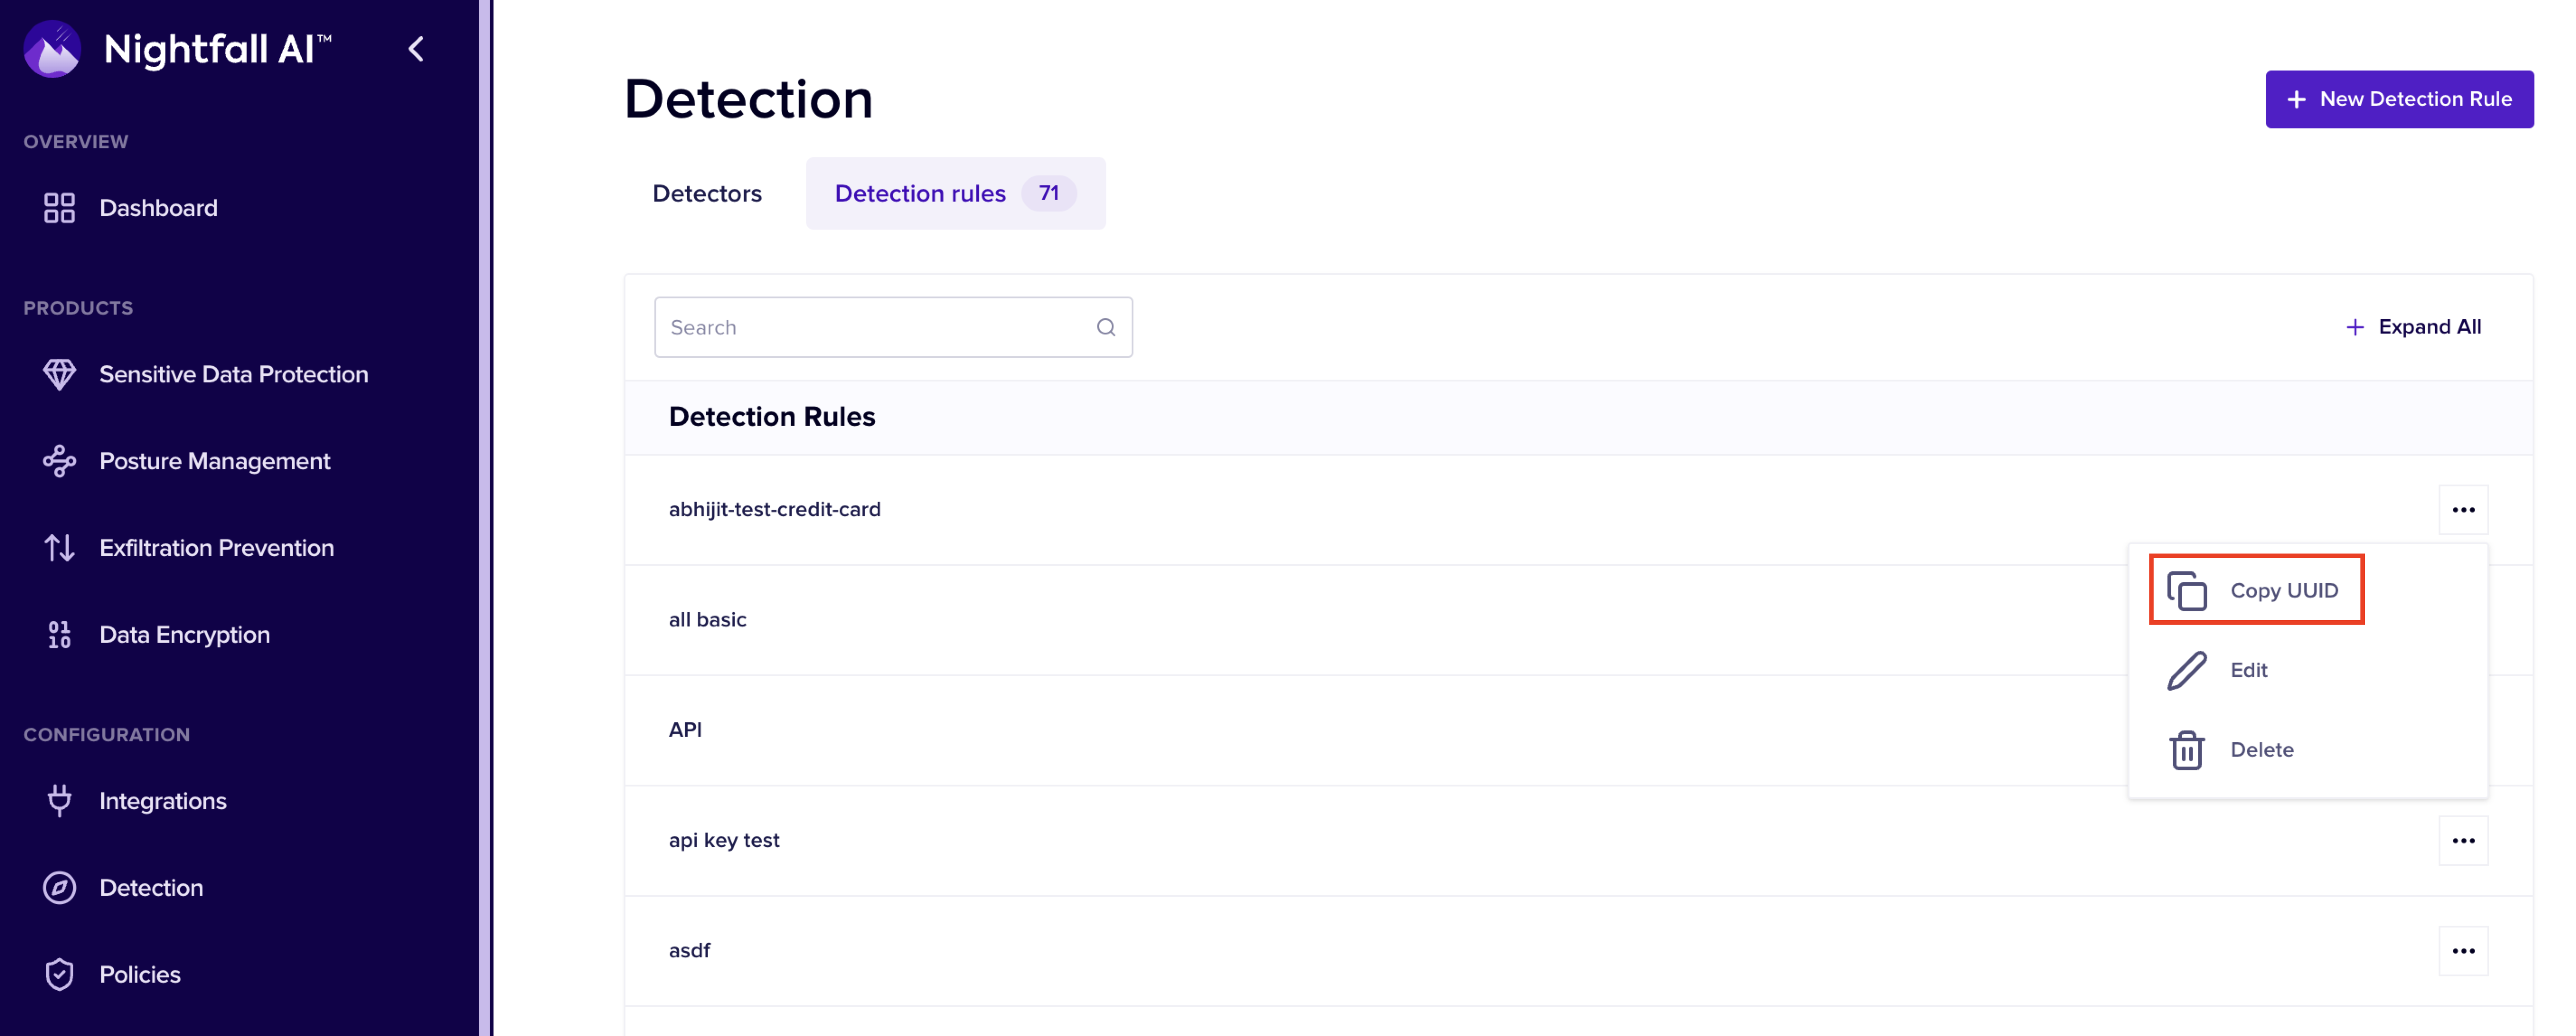 Nightfall AI™
OVERVIEW
Dashboard
PRODUCTS
Sensitive Data Protection
Posture Management
Exfiltration Prevention
Data Encryption
CONFIGURATION
Integrations
Detection
Policies
Detection
+ New Detection Rule
Detectors
Detection rules 71
Search
+ Expand All
Detection Rules
abhijit-test-credit-card
Copy UUID
all basic
Edit
API
Delete
api key test
asdf